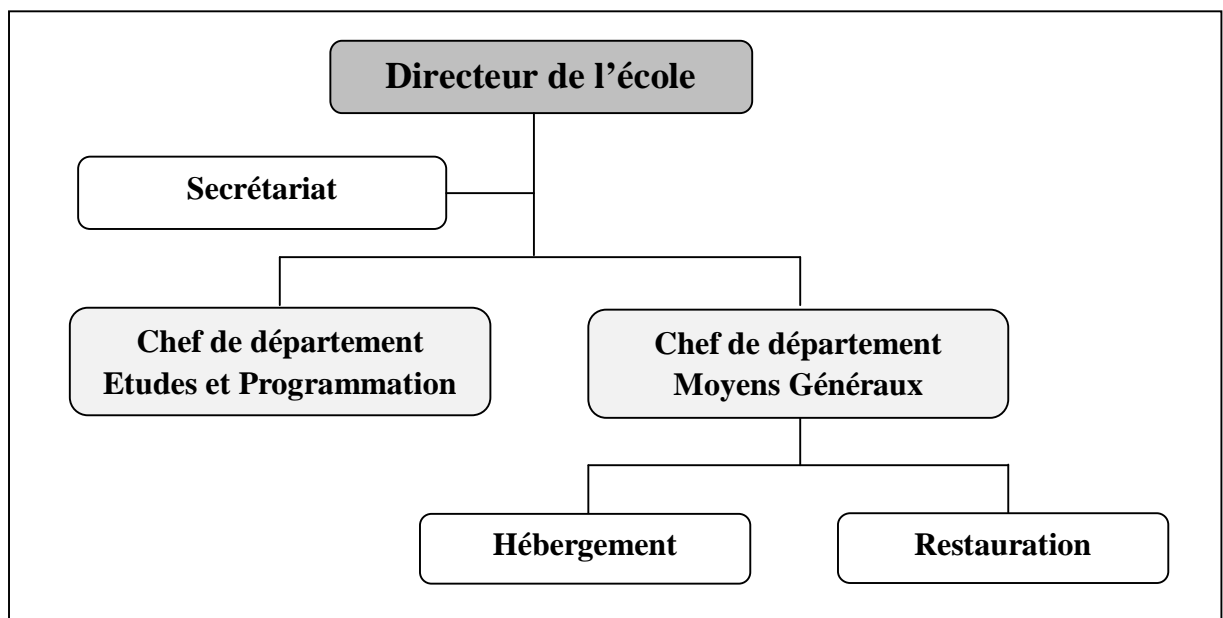 Directeur de l’école
Secrétariat
Chef de département
Etudes et Programmation
Chef de département
Moyens Généraux
Hébergement
Restauration